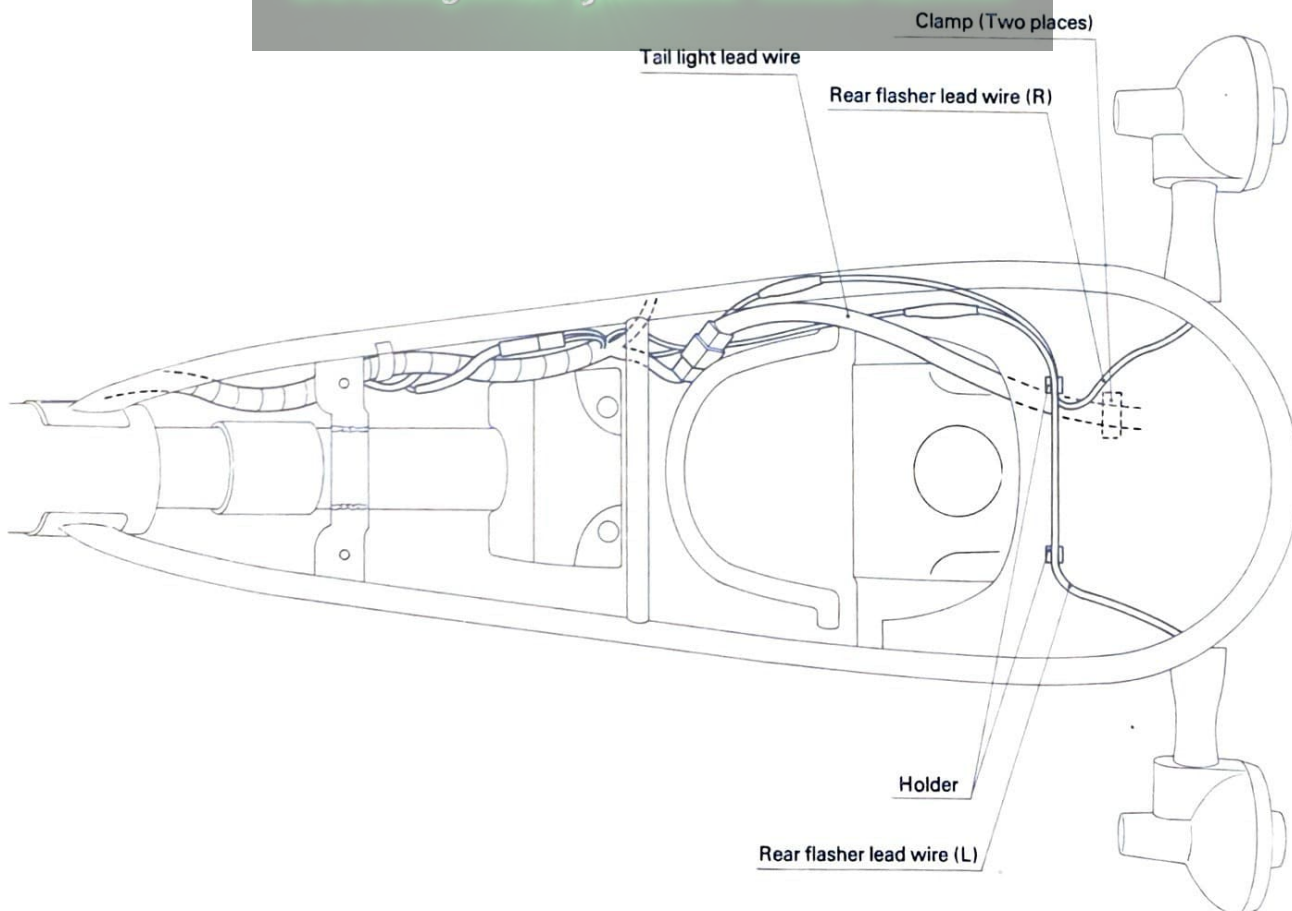 Clamp (Two places)
Tail light lead wire
Rear flasher lead wire (R)
Holder
Rear flasher lead wire (L)